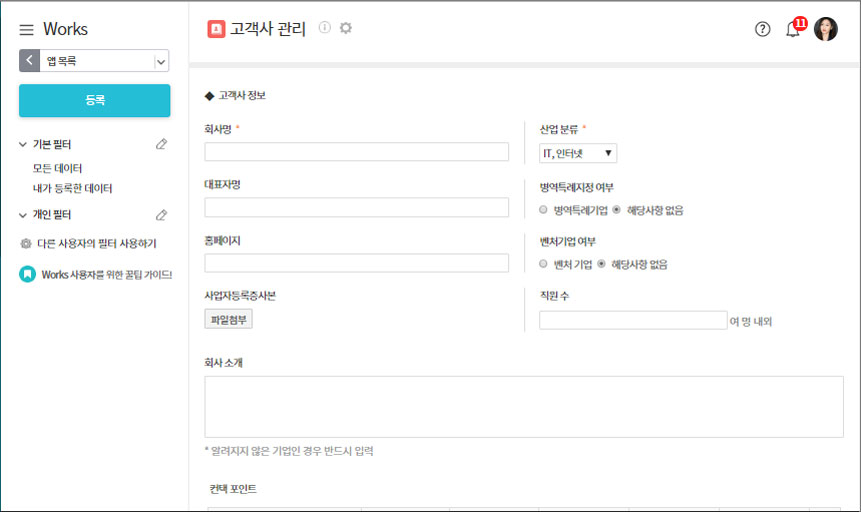 Works
고객사 관리
11
앱 목록
등록
기본 필터
모든 데이터
내가 등록한 데이터
개인 필터
다른 사용자의 필터 사용하기
Works 사용자를 위한 꿀팁 가이드!
◆ 고객사 정보
회사명 *
산업 분류 *
IT, 인터넷
대표자명
병역특례지정 여부
병역특례기업 해당사항 없음
홈페이지
벤처기업 여부
벤처 기업 해당사항 없음
사업자등록증사본
파일첨부
직원 수
여 명 내외
회사 소개
* 알려지지 않은 기업인 경우 반드시 입력
컨택 포인트